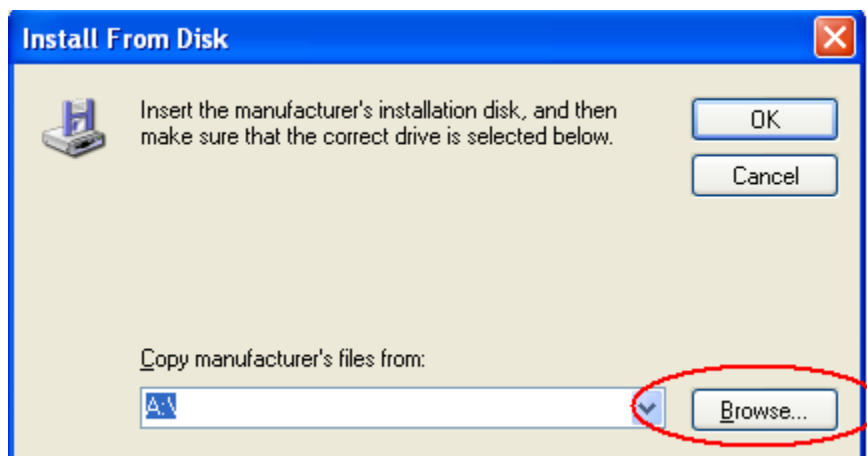 Install From Disk
Insert the manufacturer's installation disk, and then
make sure that the correct drive is selected below.
OK
Cancel
Copy manufacturer's files from:
A:\
Browse...